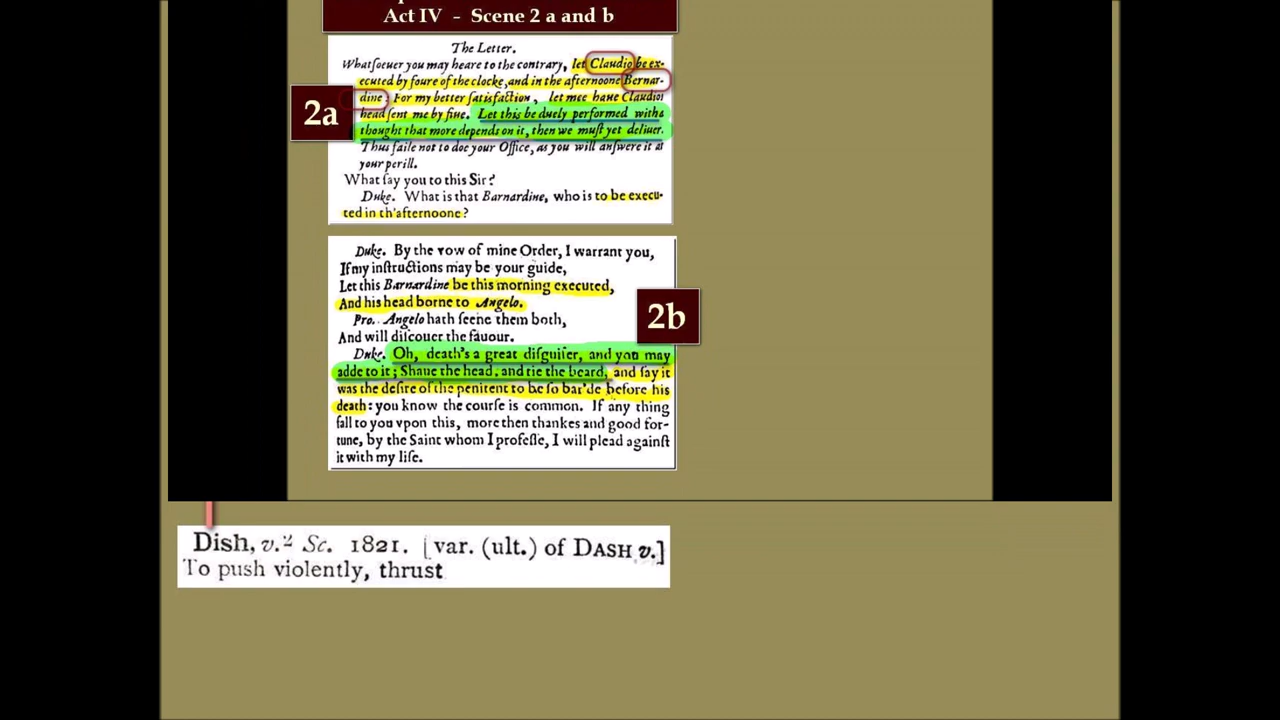 Act IV - Scene 2 a and b
The Letter.
Whatſoeuer you may heare to the contrary, let Claudio be ex-
ecuted by foure of the clocke, and in the afternoone Bernar-
dine: For my better ſatisfaction, let mee haue Claudios
head ſent me by fiue. Let this be duely performed with a
thought that more depends on it, then we muſt yet deliuer.
Thus faile not to doe your Office, as you will anſwere it at
your perill.
What ſay you to this Sir?
Duke. What is that Barnardine, who is to be execu-
ted in th'afternoone?
2a
Duke. By the vow of mine Order, I warrant you,
If my inſtructions may be your guide,
Let this Barnardine be this morning executed,
And his head borne to Angelo.
Pro. Angelo hath ſeene them both,
And will diſcouer the fauour.
Duke. Oh, death's a great diſguiſer, and you may
adde to it; Shaue the head, and tie the beard, and ſay it
was the deſire of the penitent to be ſo bar'de before his
death: you know the courſe is common. If any thing
fall to you vpon this, more then thankes and good for-
tune, by the Saint whom I profeſſe, I will plead againſt
it with my life.
2b
Dish, v.² Sc. 1821. [var. (ult.) of DASH v.]
To push violently, thrust